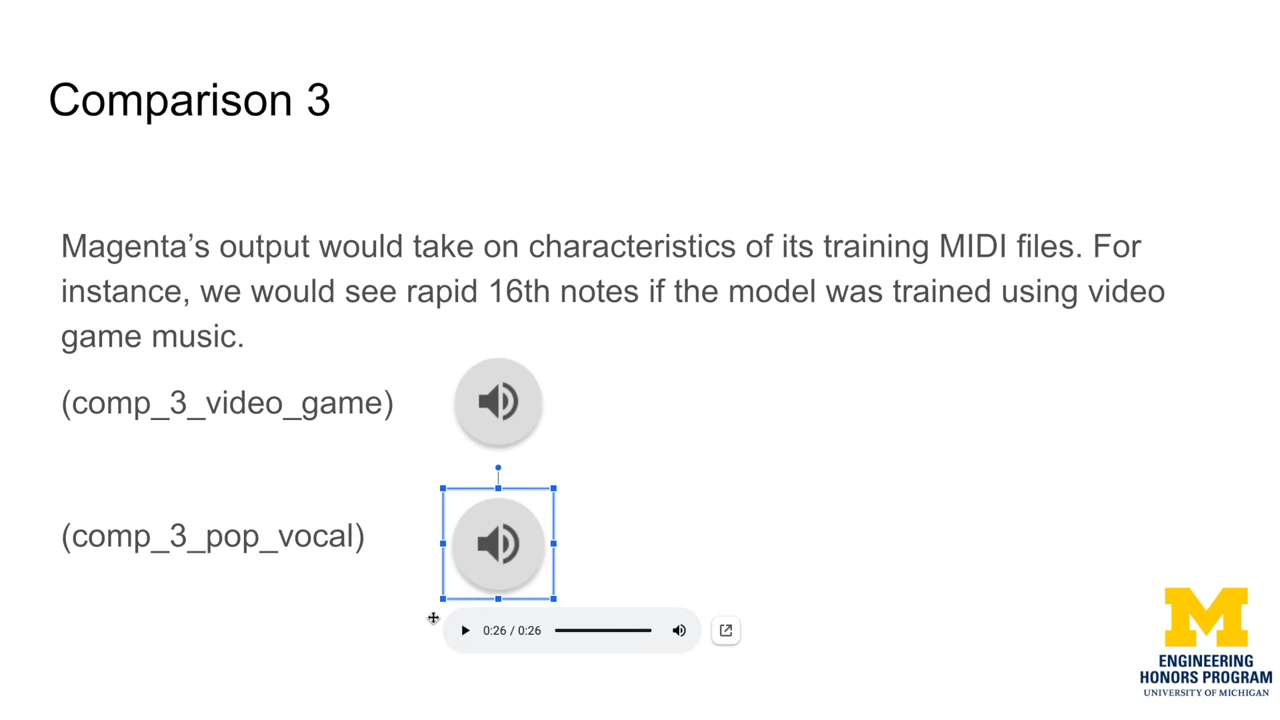 Comparison 3
Magenta’s output would take on characteristics of its training MIDI files. For
instance, we would see rapid 16th notes if the model was trained using video
game music.
(comp_3_video_game)
(comp_3_pop_vocal)
0:26 / 0:26
M
ENGINEERING
HONORS PROGRAM
UNIVERSITY OF MICHIGAN